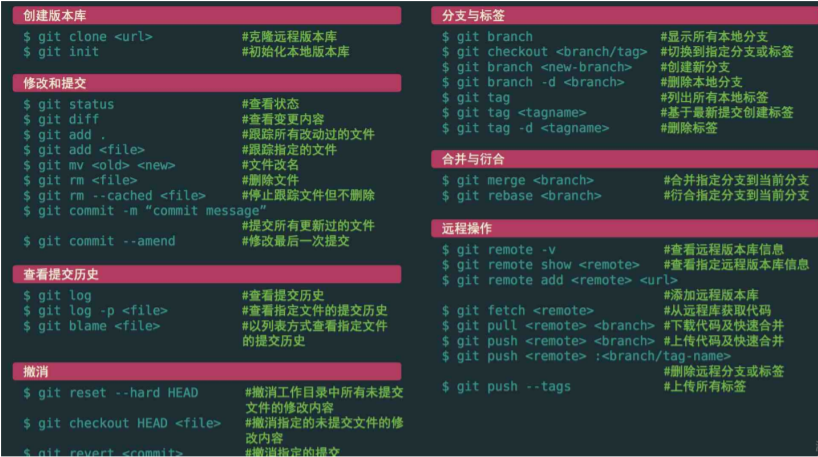 创建版本库
$ git clone <url> #克隆远程版本库
$ git init #初始化本地版本库
修改和提交
$ git status #查看状态
$ git diff #查看变更内容
$ git add . #跟踪所有改动过的文件
$ git add <file> #跟踪指定的文件
$ git mv <old> <new> #文件改名
$ git rm <file> #删除文件
$ git rm --cached <file> #停止跟踪文件但不删除
$ git commit -m “commit message”
#提交所有更新过的文件
$ git commit --amend #修改最后一次提交
查看提交历史
$ git log #查看提交历史
$ git log -p <file> #查看指定文件的提交历史
$ git blame <file> #以列表方式查看指定文件
的提交历史
撤消
$ git reset --hard HEAD #撤消工作目录中所有未提交
文件的修改内容
$ git checkout HEAD <file> #撤消指定的未提交文件的修
改内容
$ git revert <commit> #撤消指定的提交
分支与标签
$ git branch #显示所有本地分支
$ git checkout <branch/tag> #切换到指定分支或标签
$ git branch <new-branch> #创建新分支
$ git branch -d <branch> #删除本地分支
$ git tag #列出所有本地标签
$ git tag <tagname> #基于最新提交创建标签
$ git tag -d <tagname> #删除标签
合并与衍合
$ git merge <branch> #合并指定分支到当前分支
$ git rebase <branch> #衍合指定分支到当前分支
远程操作
$ git remote -v #查看远程版本库信息
$ git remote show <remote> #查看指定远程版本库信息
$ git remote add <remote> <url>
#添加远程版本库
$ git fetch <remote> #从远程库获取代码
$ git pull <remote> <branch> #下载代码及快速合并
$ git push <remote> <branch> #上传代码及快速合并
$ git push <remote> :<branch/tag-name>
#删除远程分支或标签
$ git push --tags #上传所有标签